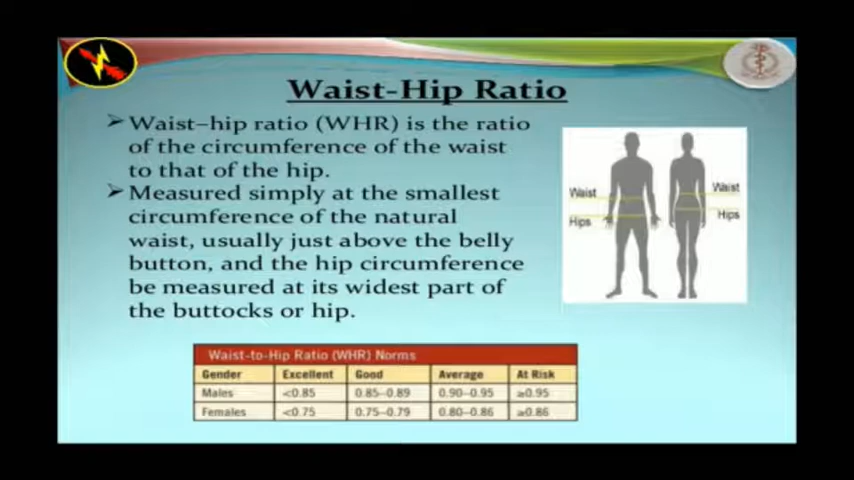 Waist-Hip Ratio
➢ Waist–hip ratio (WHR) is the ratio
of the circumference of the waist
to that of the hip.
➢ Measured simply at the smallest
circumference of the natural
waist, usually just above the belly
button, and the hip circumference
be measured at its widest part of
the buttocks or hip.
Waist Waist
Hips Hips
Waist-to-Hip Ratio (WHR) Norms
Gender Excellent Good Average At Risk
Males <0.85 0.85–0.89 0.90–0.95 ≥0.95
Females <0.75 0.75–0.79 0.80–0.86 ≥0.86